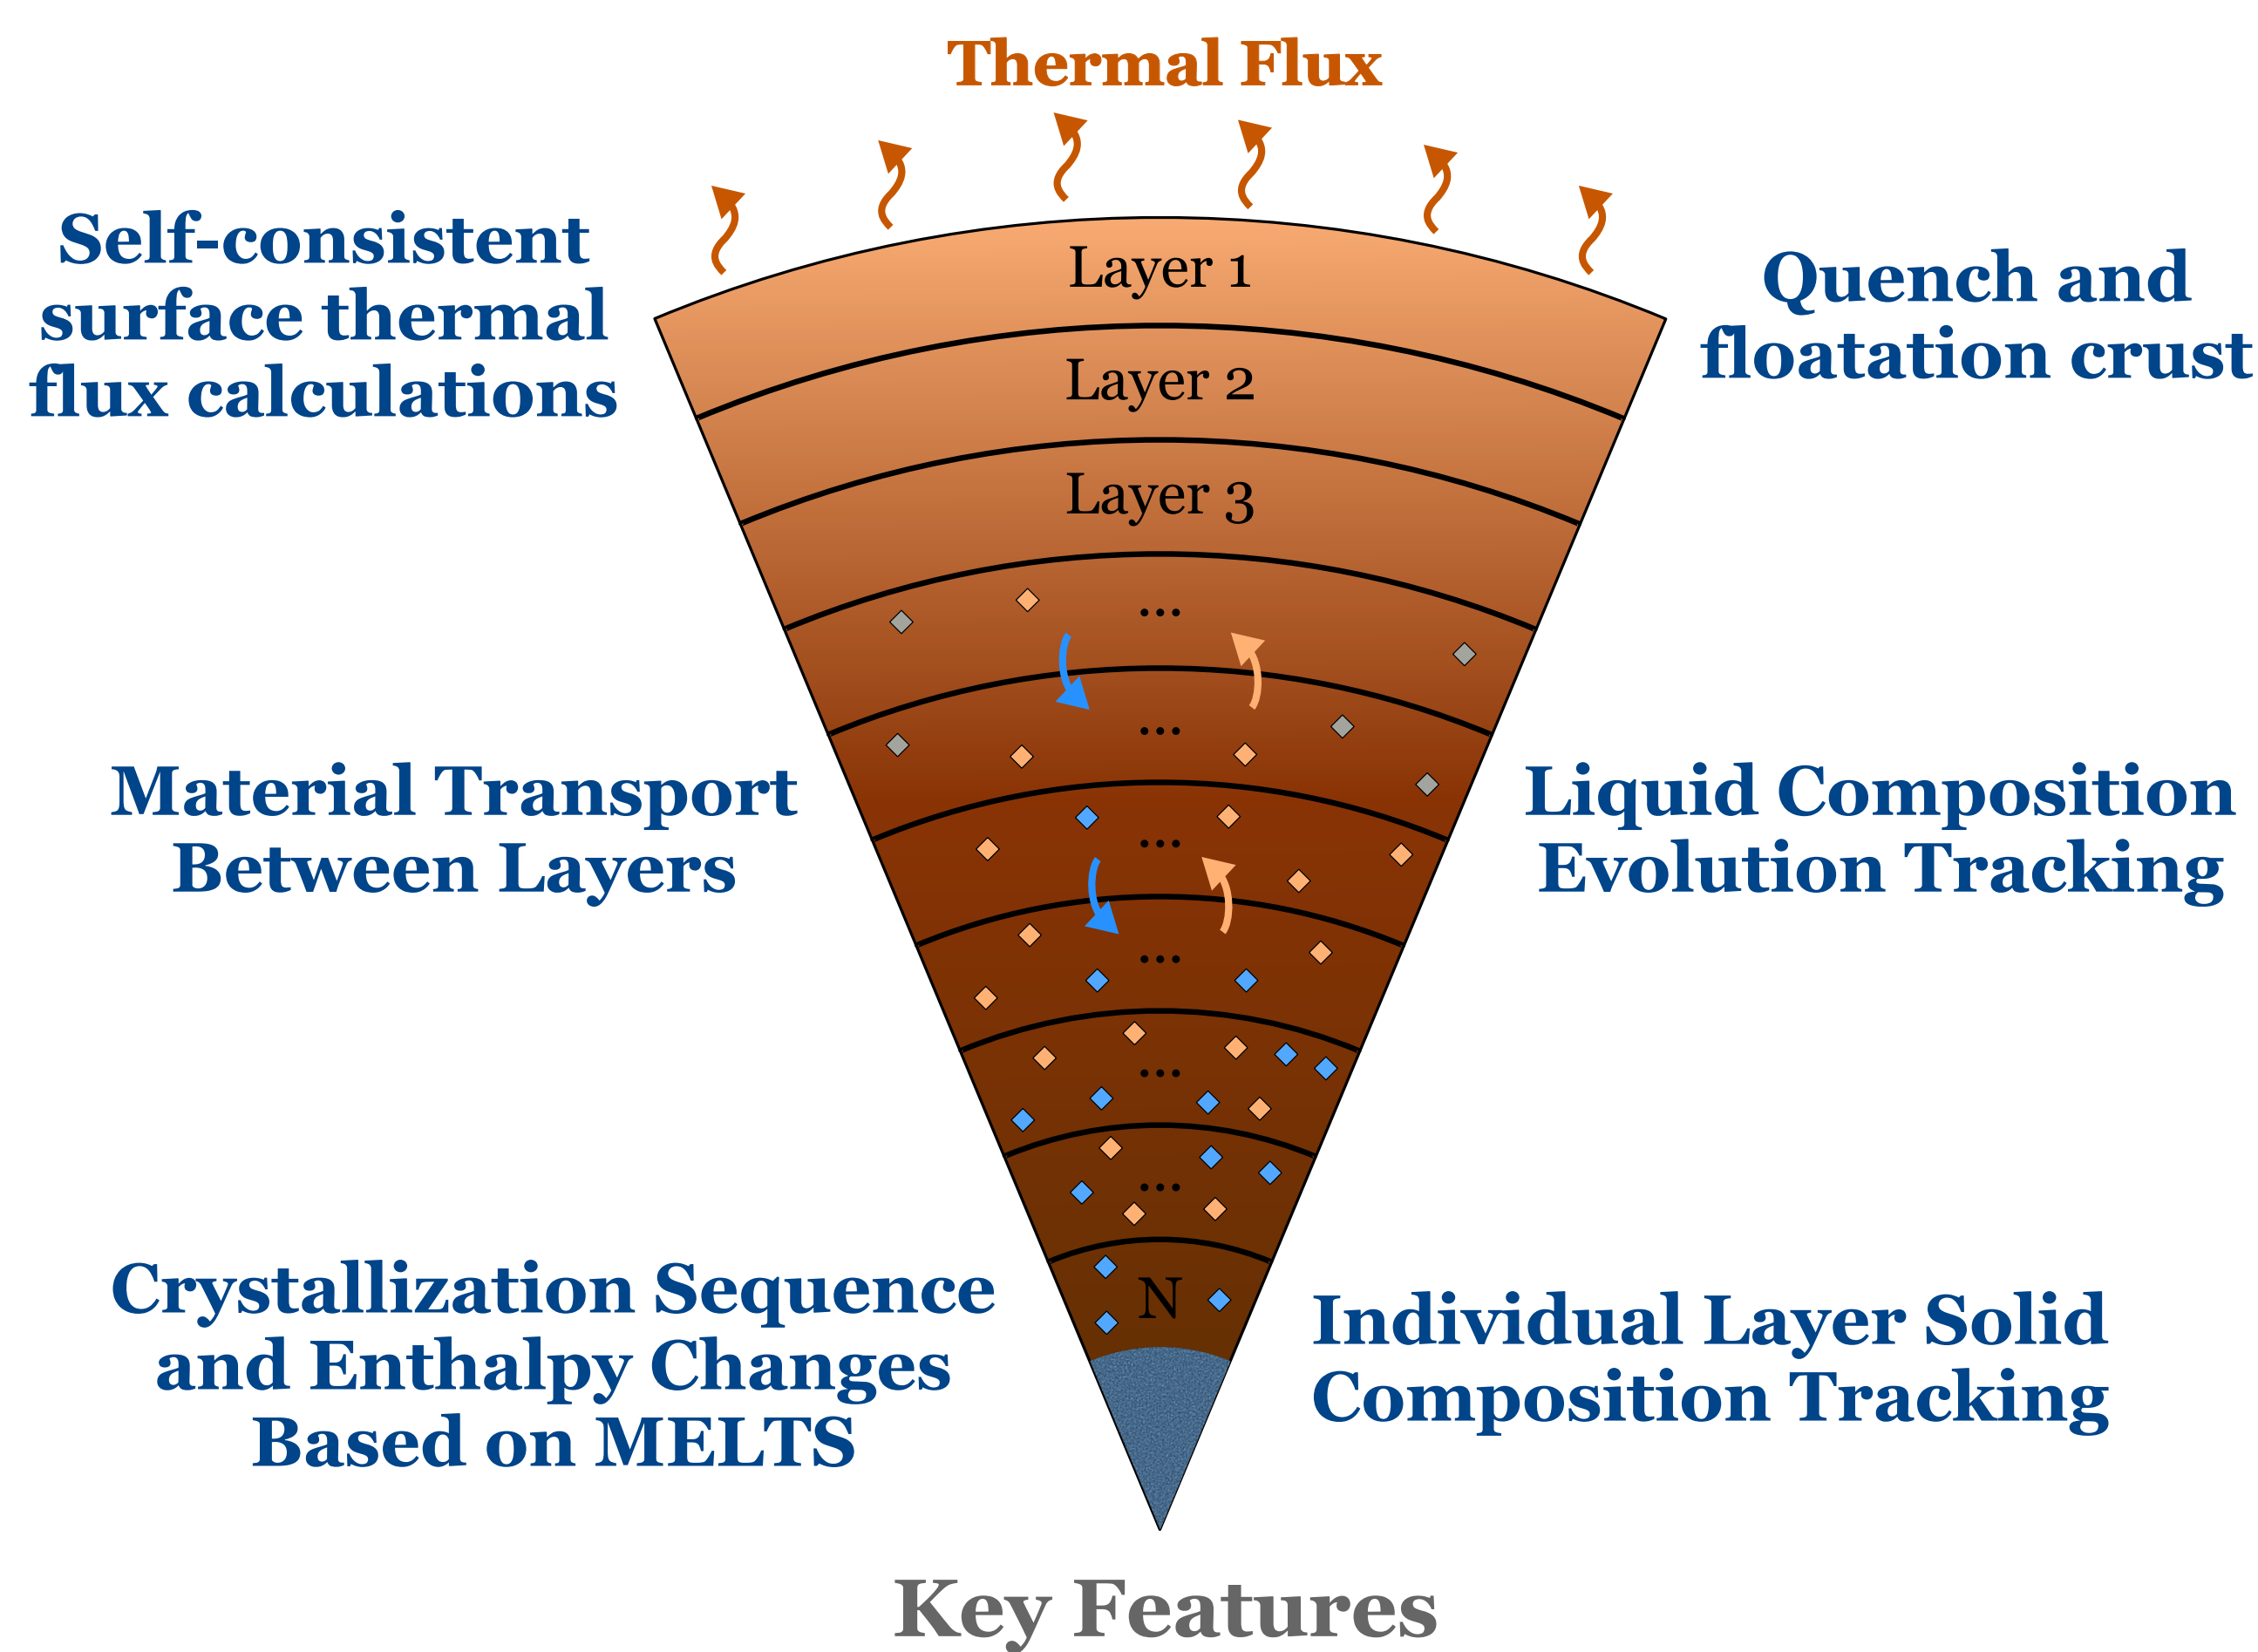 Thermal Flux
Self-consistent
surface thermal
flux calculations
Quench and
floatation crust
Layer 1
Layer 2
Layer 3
...
...
Material Transport
Between Layers
Liquid Composition
Evolution Tracking
...
...
...
...
N
Crystallization Sequence
and Enthalpy Changes
Based on MELTS
Individual Layer Solid
Composition Tracking
Key Features